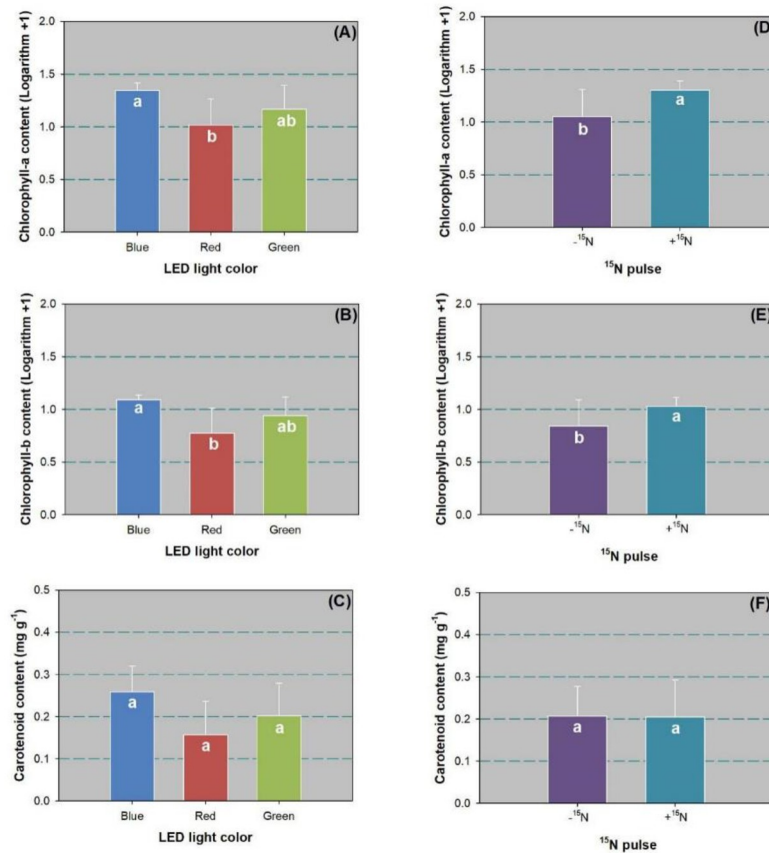 (A)
Chlorophyll-a content (Logarithm +1)
2.0
1.5
1.0
0.5
0.0
a
b
ab
Blue Red Green
LED light color
(D)
Chlorophyll-a content (Logarithm +1)
2.0
1.5
1.0
0.5
0.0
b
a
-¹⁵N +¹⁵N
¹⁵N pulse
(B)
Chlorophyll-b content (Logarithm +1)
2.0
1.5
1.0
0.5
0.0
a
b
ab
Blue Red Green
LED light color
(E)
Chlorophyll-b content (Logarithm +1)
2.0
1.5
1.0
0.5
0.0
b
a
-¹⁵N +¹⁵N
¹⁵N pulse
(C)
Carotenoid content (mg g⁻¹)
0.5
0.4
0.3
0.2
0.1
0.0
a
a
a
Blue Red Green
LED light color
(F)
Carotenoid content (mg g⁻¹)
0.5
0.4
0.3
0.2
0.1
0.0
a
a
-¹⁵N +¹⁵N
¹⁵N pulse